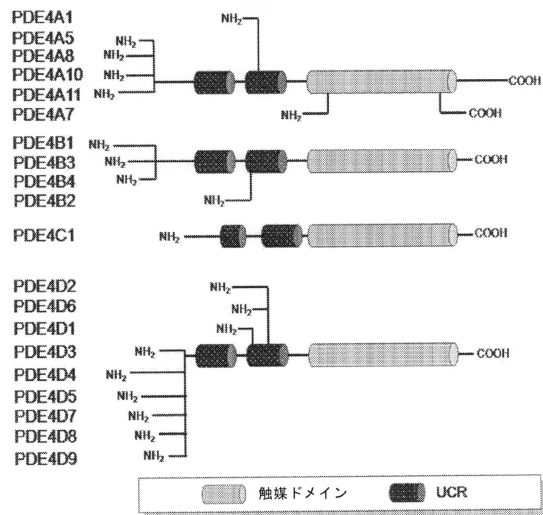 PDE4A1 NH₂
PDE4A5 NH₂
PDE4A8 NH₂
PDE4A10 NH₂ COOH
PDE4A11 NH₂
PDE4A7 NH₂ COOH
PDE4B1 NH₂
PDE4B3 NH₂ COOH
PDE4B4 NH₂
PDE4B2 NH₂
PDE4C1 NH₂ COOH
PDE4D2 NH₂
PDE4D6 NH₂
PDE4D1 NH₂
PDE4D3 NH₂ COOH
PDE4D4 NH₂
PDE4D5 NH₂
PDE4D7 NH₂
PDE4D8 NH₂
PDE4D9 NH₂
触媒ドメイン UCR